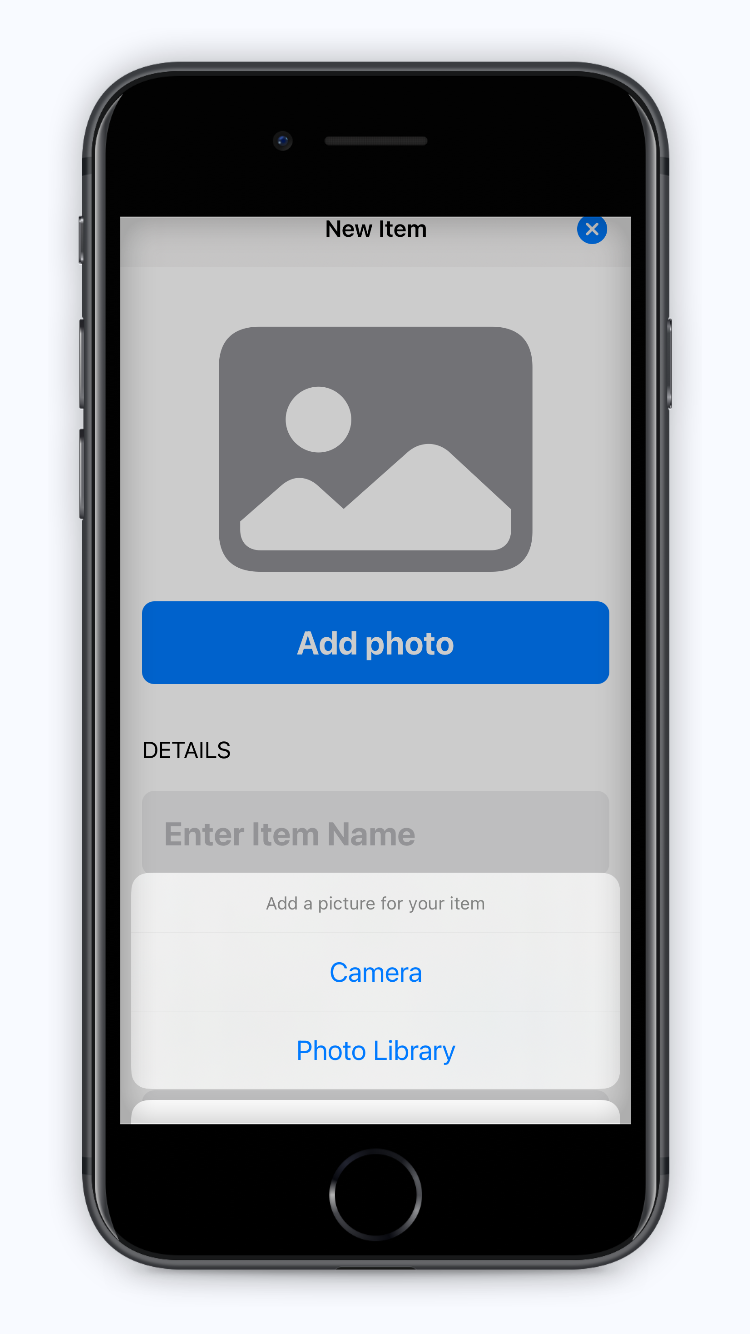 New Item
Add photo
DETAILS
Enter Item Name
Add a picture for your item
Camera
Photo Library